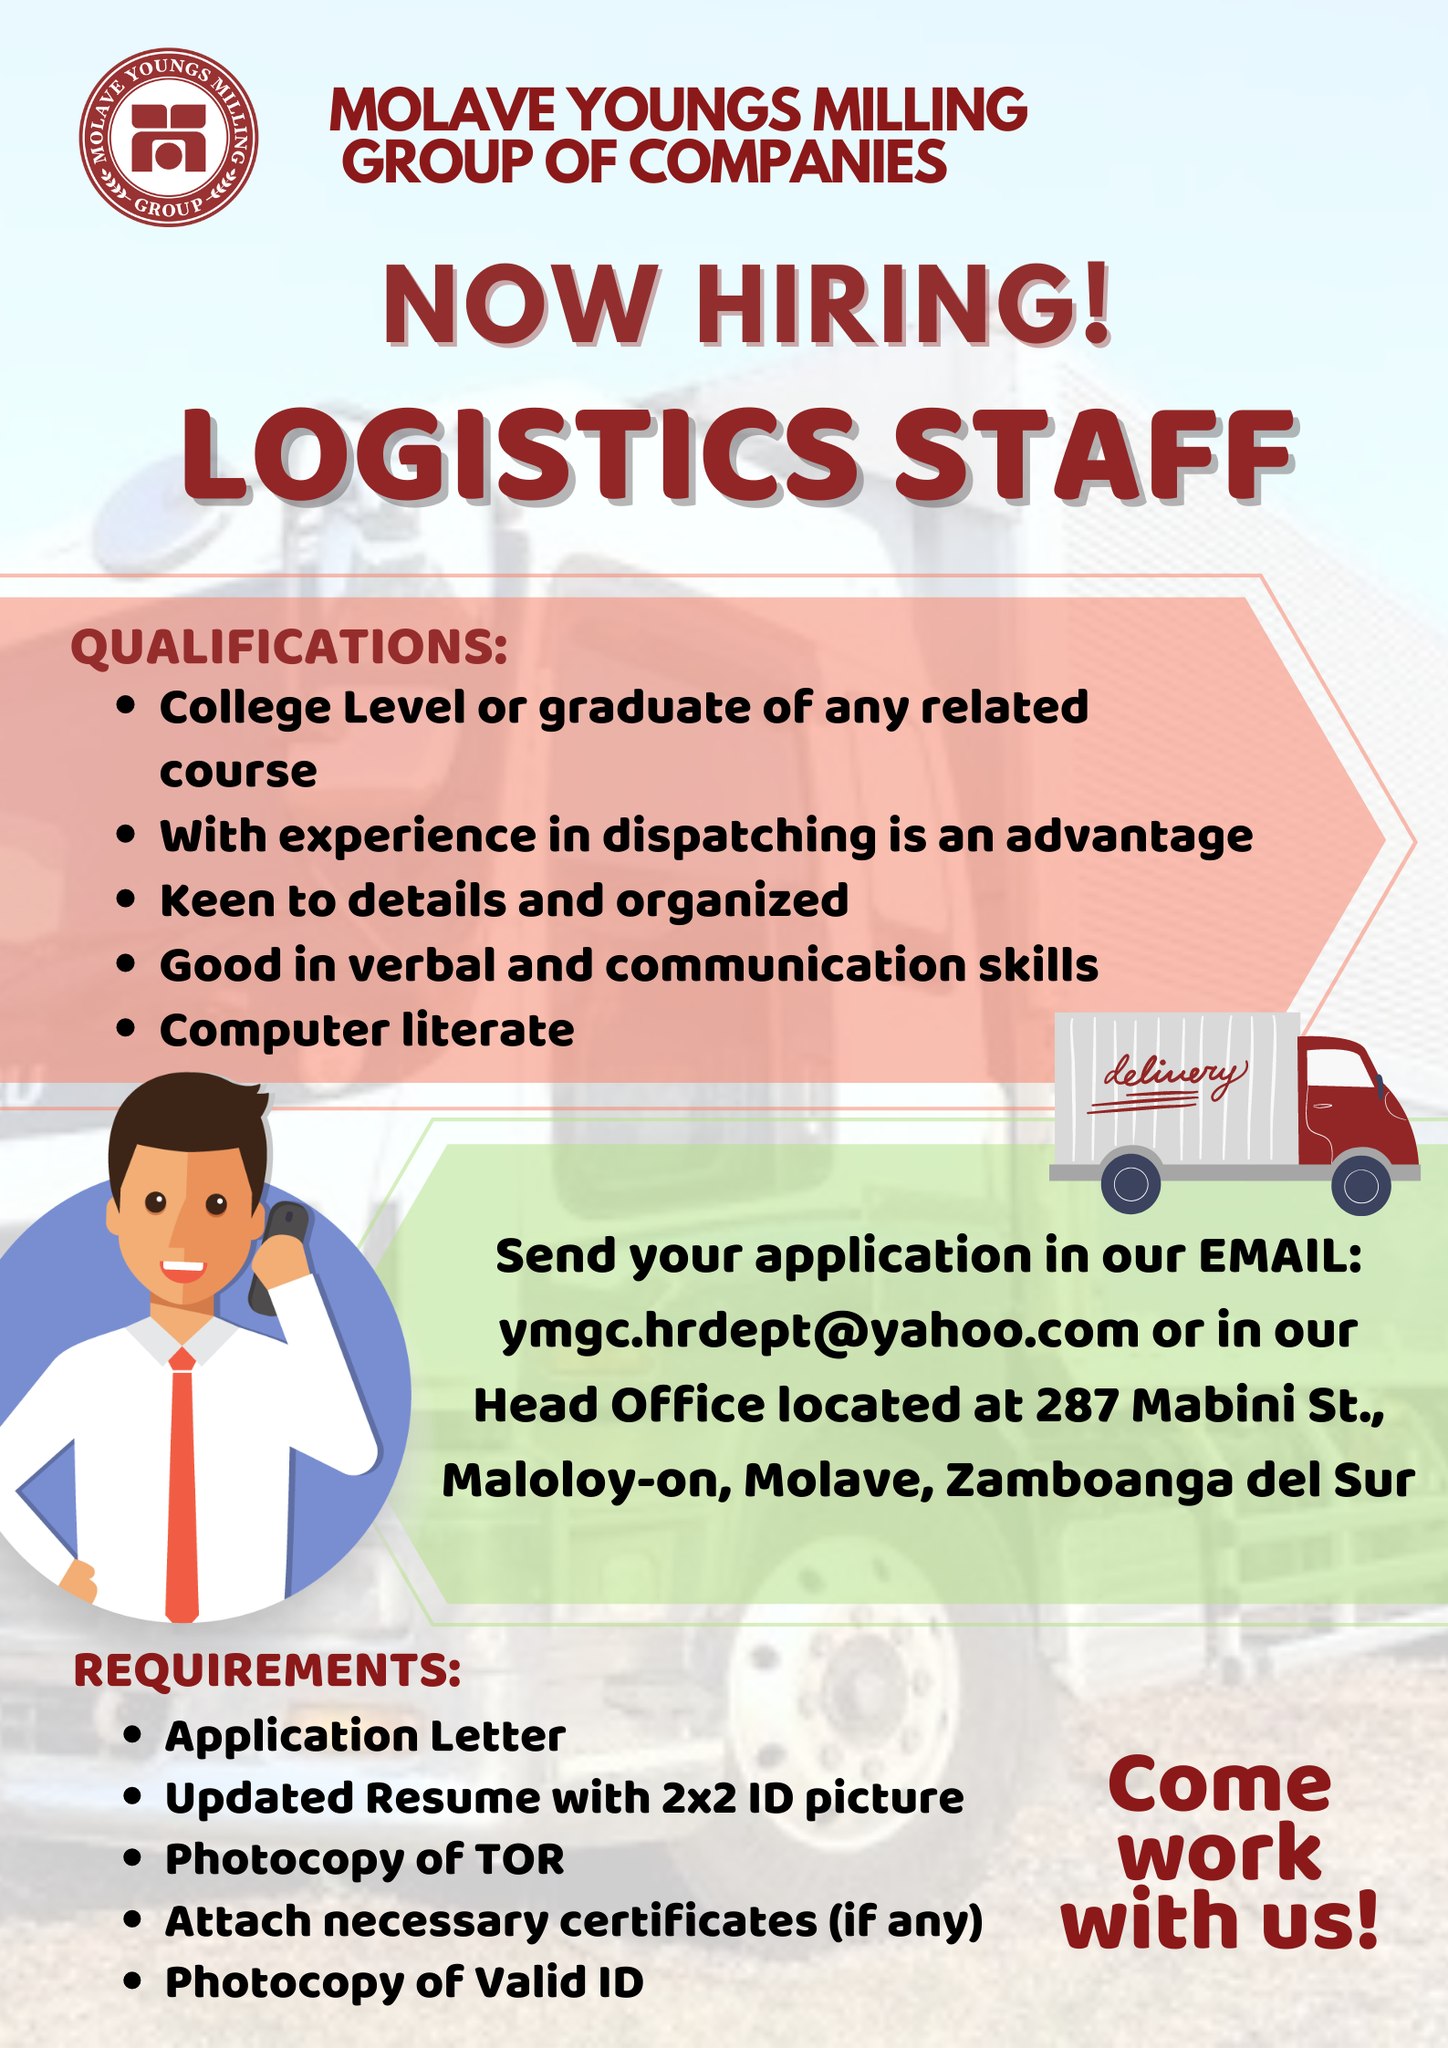 MOLAVE YOUNGS MILLING
GROUP
MOLAVE YOUNGS MILLING
GROUP OF COMPANIES
NOW HIRING!
LOGISTICS STAFF
QUALIFICATIONS:
• College Level or graduate of any related
course
• With experience in dispatching is an advantage
• Keen to details and organized
• Good in verbal and communication skills
• Computer literate
delivery
Send your application in our EMAIL:
ymgc.hrdept@yahoo.com or in our
Head Office located at 287 Mabini St.,
Maloloy-on, Molave, Zamboanga del Sur
REQUIREMENTS:
• Application Letter
• Updated Resume with 2x2 ID picture
• Photocopy of TOR
• Attach necessary certificates (if any)
• Photocopy of Valid ID
Come
work
with us!